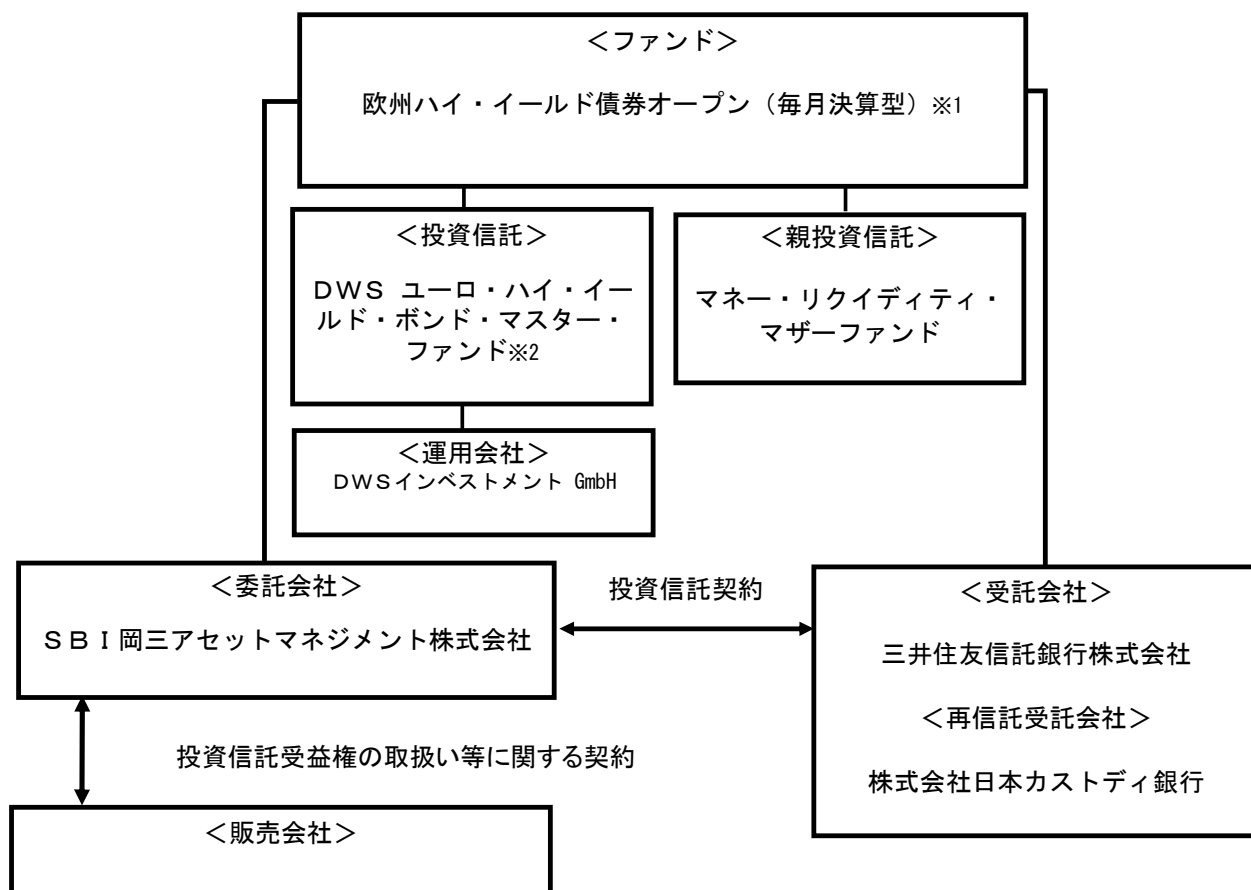 ＜ファンド＞
欧州ハイ・イールド債券オープン（毎月決算型）※1
＜投資信託＞
ＤＷＳ ユーロ・ハイ・イー
ルド・ボンド・マスター・
ファンド※2
＜親投資信託＞
マネー・リクイディティ・
マザーファンド
＜運用会社＞
ＤＷＳインベストメント GmbH
＜委託会社＞
ＳＢＩ岡三アセットマネジメント株式会社
投資信託契約
＜受託会社＞
三井住友信託銀行株式会社
＜再信託受託会社＞
株式会社日本カストディ銀行
投資信託受益権の取扱い等に関する契約
＜販売会社＞